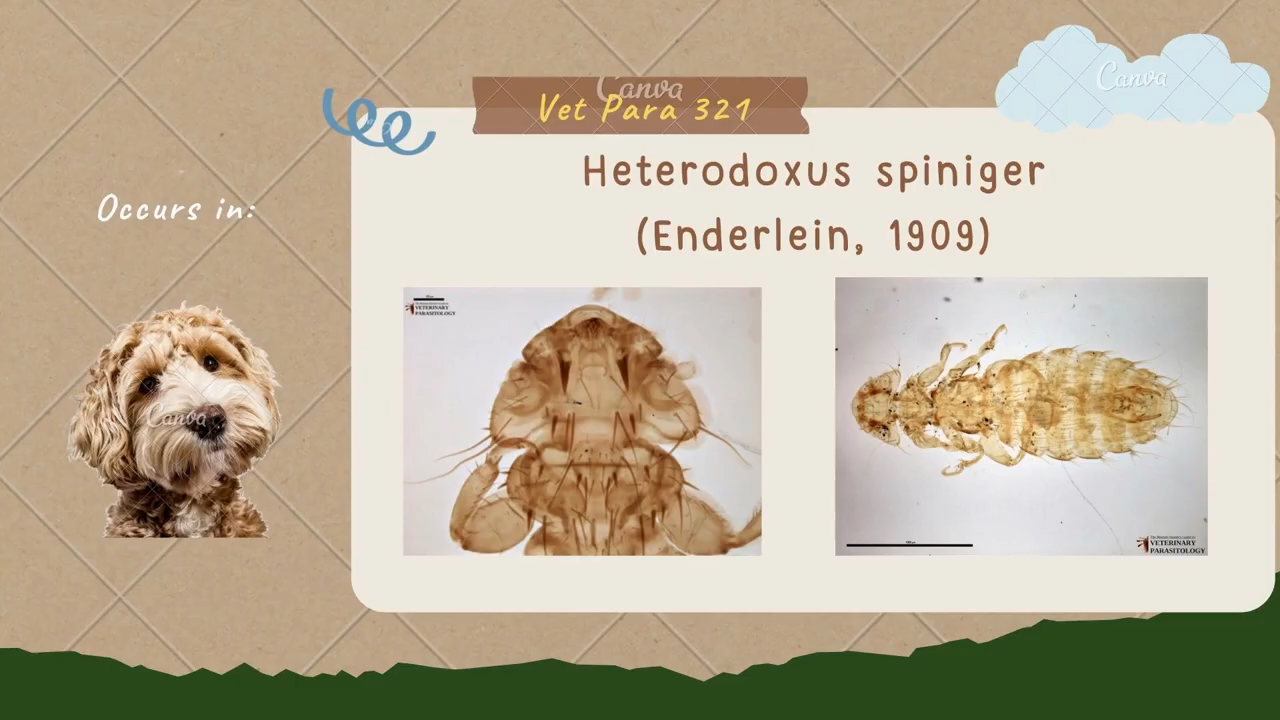 Canva
Canva
Vet Para 321
Heterodoxus spiniger
(Enderlein, 1909)
Occurs in:
VETERINARY
PARASITOLOGY
Canva
VETERINARY
PARASITOLOGY